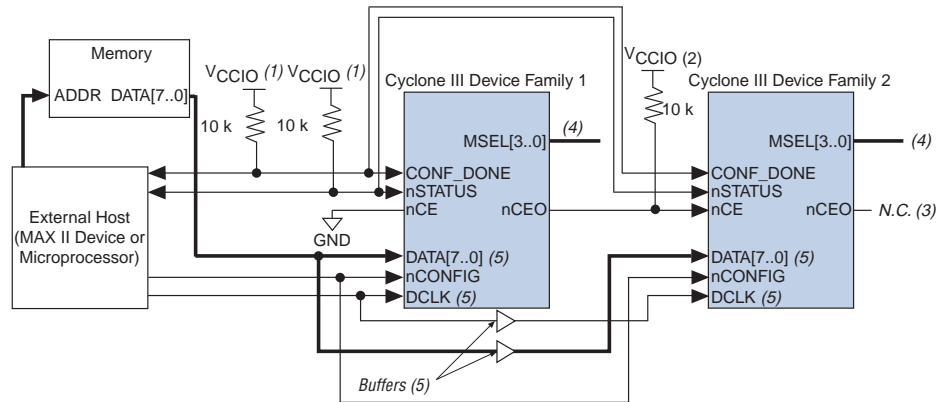 Memory
ADDR DATA[7..0]
VCCIO (1)
VCCIO (1)
10 k
10 k
Cyclone III Device Family 1
MSEL[3..0]
(4)
CONF_DONE
nSTATUS
nCE
nCEO
DATA[7..0] (5)
nCONFIG
DCLK (5)
GND
External Host
(MAX II Device or
Microprocessor)
VCCIO (2)
10 k
Cyclone III Device Family 2
MSEL[3..0]
(4)
CONF_DONE
nSTATUS
nCE
nCEO
N.C. (3)
DATA[7..0] (5)
nCONFIG
DCLK (5)
Buffers (5)